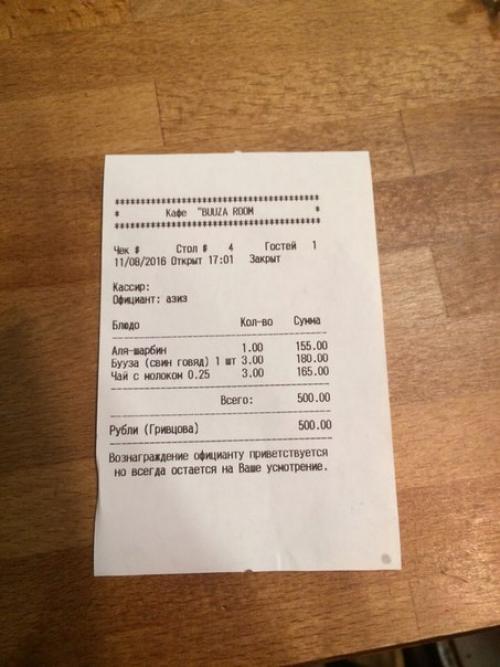 ********************************************
* Кафе "BUUZA ROOM *
********************************************
Чек # Стол # 4 Гостей 1
11/08/2016 Открыт 17:01 Закрыт
Кассир:
Официант: азиз
Блюдо Кол-во Сумма
Аля-шарбин 1.00 155.00
Бууза (свин говяд) 1 шт 3.00 180.00
Чай с молоком 0.25 3.00 165.00
Всего: 500.00
Рубли (Гривцова) 500.00
Вознаграждение официанту приветствуется
но всегда остается на Ваше усмотрение.